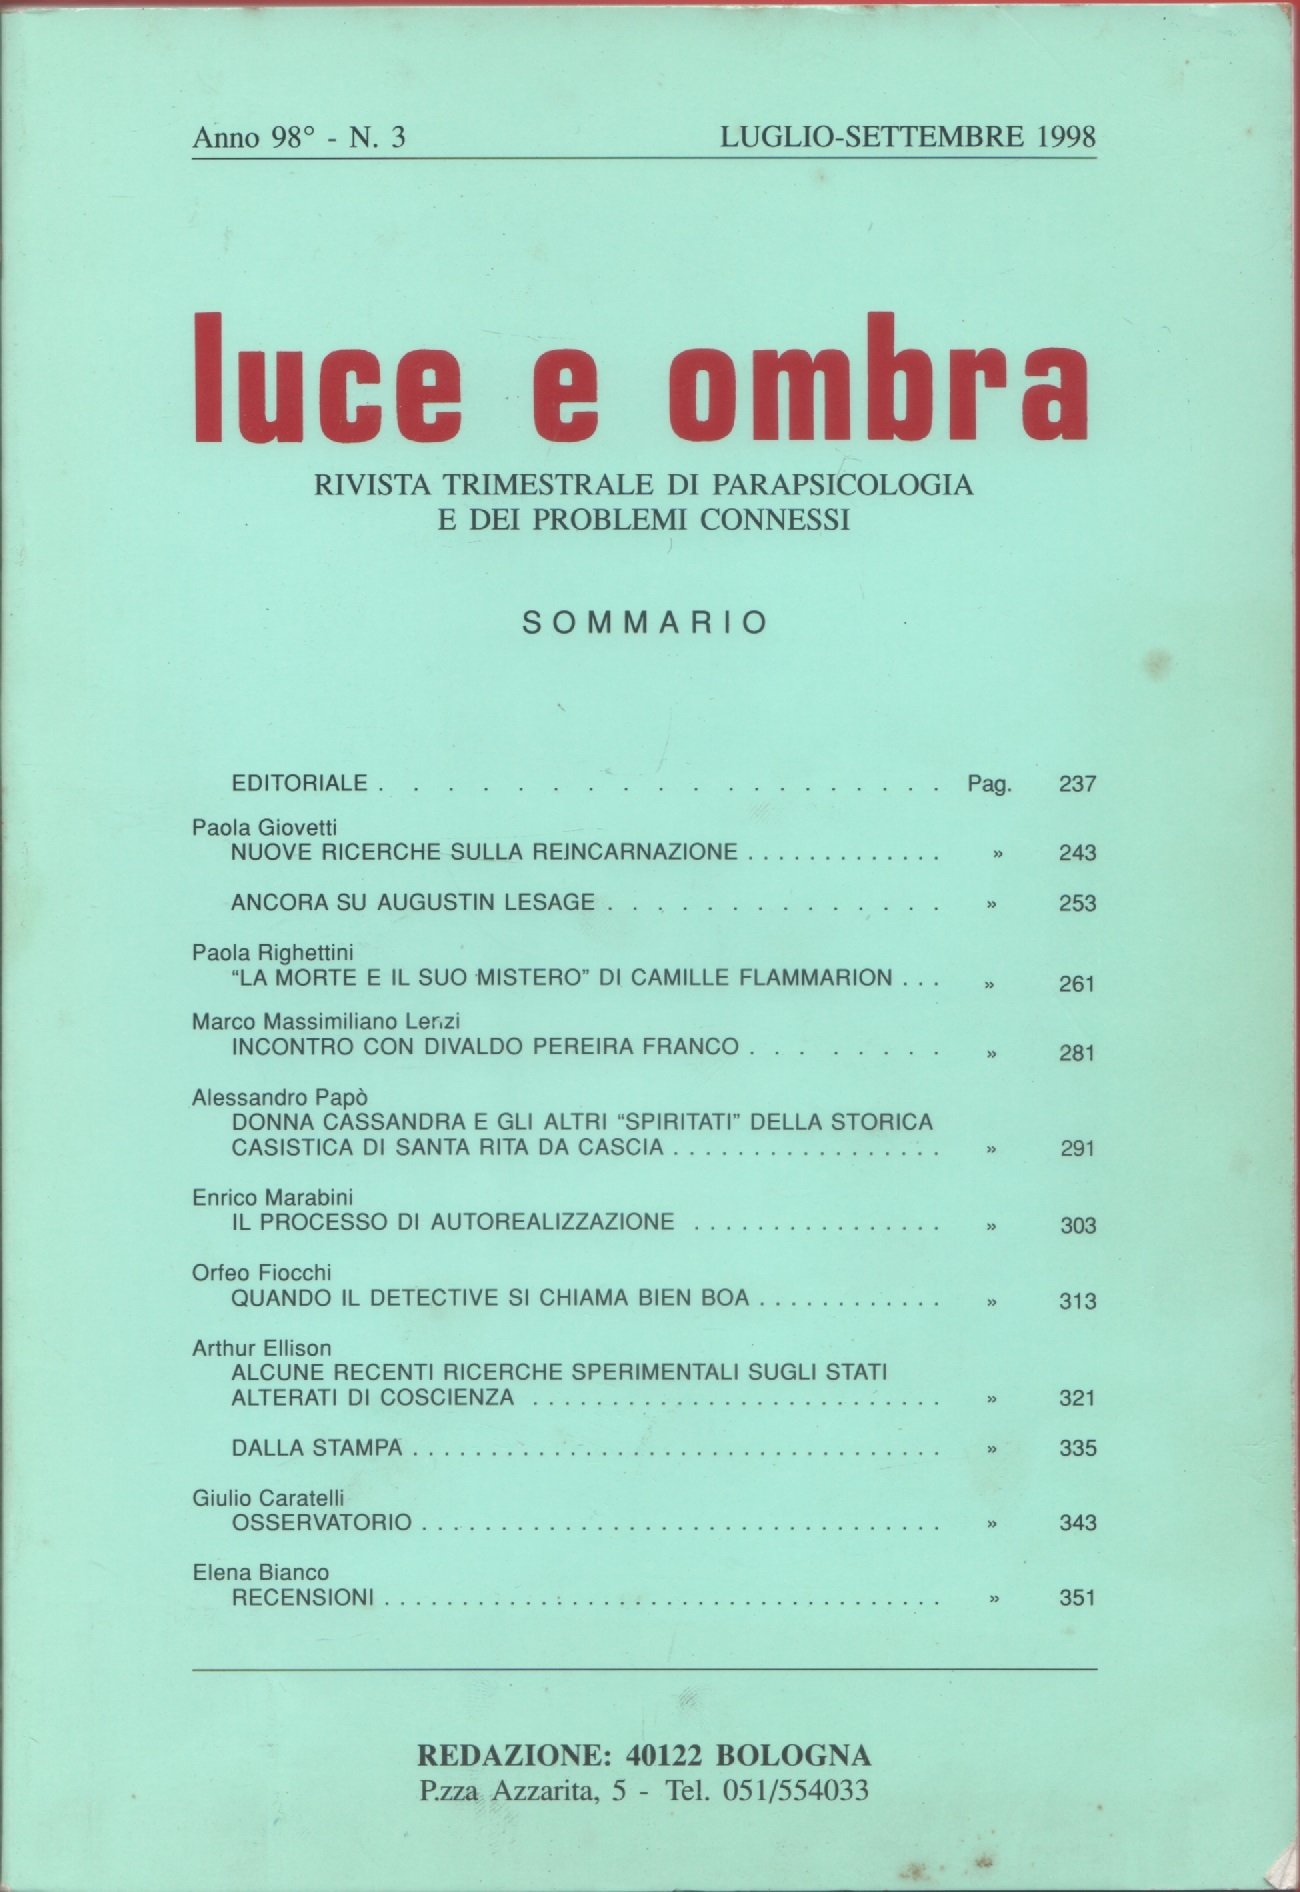 Anno 98° - N. 3 LUGLIO-SETTEMBRE 1998
luce e ombra
RIVISTA TRIMESTRALE DI PARAPSICOLOGIA
E DEI PROBLEMI CONNESSI
SOMMARIO
EDITORIALE . . . . . . . . . . . . . . . . . Pag. 237
Paola Giovetti
NUOVE RICERCHE SULLA REINCARNAZIONE . . . . . . . . . . . . . » 243
ANCORA SU AUGUSTIN LESAGE . . . . . . . . . . . . . . » 253
Paola Righettini
“LA MORTE E IL SUO MISTERO” DI CAMILLE FLAMMARION . . . » 261
Marco Massimiliano Lenzi
INCONTRO CON DIVALDO PEREIRA FRANCO . . . . . . . . » 281
Alessandro Papò
DONNA CASSANDRA E GLI ALTRI “SPIRITATI” DELLA STORICA
CASISTICA DI SANTA RITA DA CASCIA . . . . . . . . . . . . . . . . . » 291
Enrico Marabini
IL PROCESSO DI AUTOREALIZZAZIONE . . . . . . . . . . . . . . . . » 303
Orfeo Fiocchi
QUANDO IL DETECTIVE SI CHIAMA BIEN BOA . . . . . . . . . . . . » 313
Arthur Ellison
ALCUNE RECENTI RICERCHE SPERIMENTALI SUGLI STATI
ALTERATI DI COSCIENZA . . . . . . . . . . . . . . . . . . . . . . . . . . » 321
DALLA STAMPA . . . . . . . . . . . . . . . . . . . . . . . . . . . . . . . . . . » 335
Giulio Caratelli
OSSERVATORIO . . . . . . . . . . . . . . . . . . . . . . . . . . . . . . . . . » 343
Elena Bianco
RECENSIONI . . . . . . . . . . . . . . . . . . . . . . . . . . . . . . . . . . . . » 351
REDAZIONE: 40122 BOLOGNA
P.zza Azzarita, 5 - Tel. 051/554033